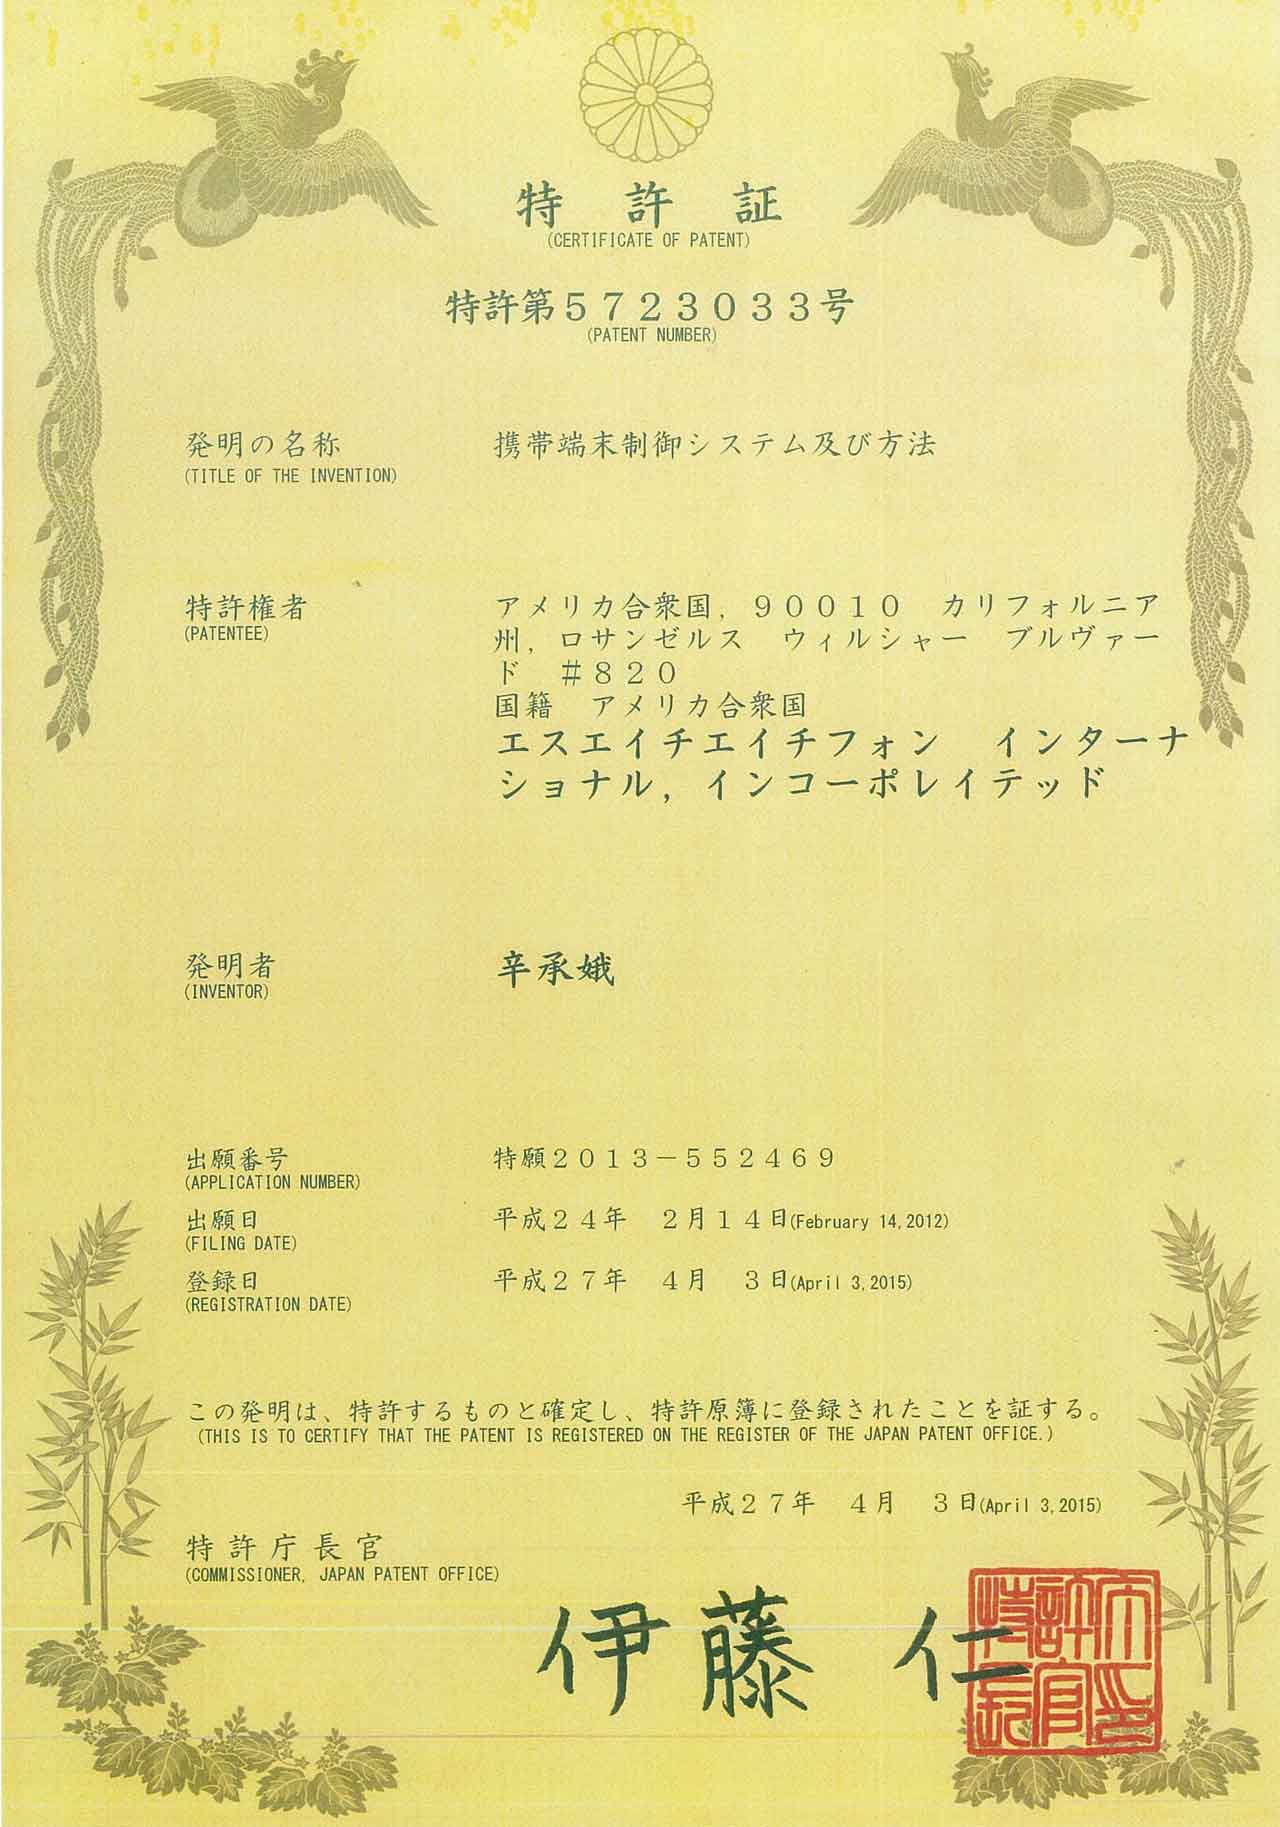 特許証
(CERTIFICATE OF PATENT)
特許第5723033号
(PATENT NUMBER)
発明の名称 携帯端末制御システム及び方法
(TITLE OF THE INVENTION)
特許権者 アメリカ合衆国,90010 カリフォルニア
(PATENTEE) 州,ロサンゼルス ウィルシャー ブルヴァー
ド #820
国籍 アメリカ合衆国
エスエイチエイチフォン インターナ
ショナル,インコーポレイテッド
発明者 辛承娥
(INVENTOR)
出願番号 特願2013-552469
(APPLICATION NUMBER)
出願日 平成24年 2月14日(February 14,2012)
(FILING DATE)
登録日 平成27年 4月 3日(April 3,2015)
(REGISTRATION DATE)
この発明は、特許するものと確定し、特許原簿に登録されたことを証する。
(THIS IS TO CERTIFY THAT THE PATENT IS REGISTERED ON THE REGISTER OF THE JAPAN PATENT OFFICE.)
平成27年 4月 3日(April 3,2015)
特許庁長官
(COMMISSIONER, JAPAN PATENT OFFICE)
伊藤 仁